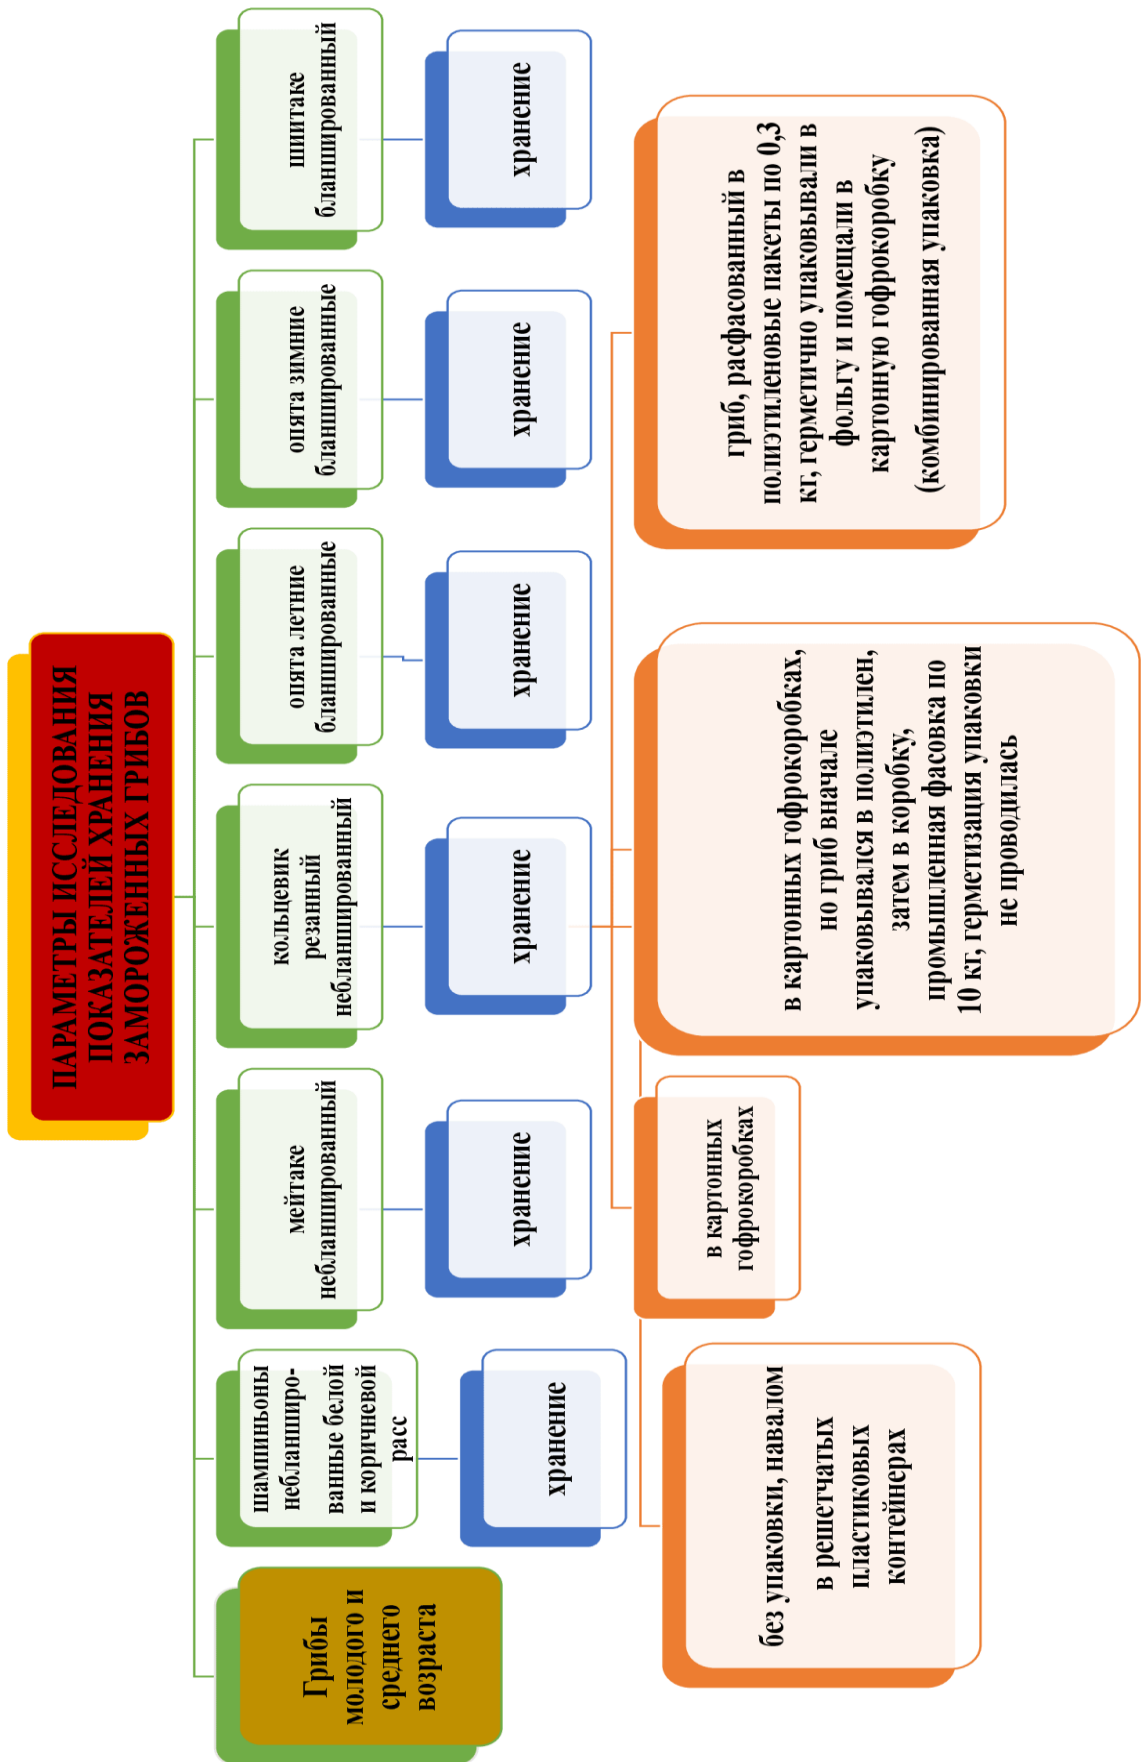 ПАРАМЕТРЫ ИССЛЕДОВАНИЯ
ПОКАЗАТЕЛЕЙ ХРАНЕНИЯ
ЗАМОРОЖЕННЫХ ГРИБОВ
Грибы
молодого и
среднего
возраста
шампиньоны
небланширо-
ванные белой
и коричневой
расс
мейтаке
небланшированный
кольцевик
резанный
небланшированный
опята летние
бланшированные
опята зимние
бланшированные
шиитаке
бланшированный
хранение
хранение
хранение
хранение
хранение
хранение
без упаковки, навалом
в решетчатых
пластиковых
контейнерах
в картонных
гофрокоробках
в картонных гофрокоробках,
но гриб вначале
упаковывался в полиэтилен,
затем в коробку,
промышленная фасовка по
10 кг, герметизация упаковки
не проводилась
гриб, расфасованный в
полиэтиленовые пакеты по 0,3
кг, герметично упаковывали в
фольгу и помещали в
картонную гофрокоробку
(комбинированная упаковка)